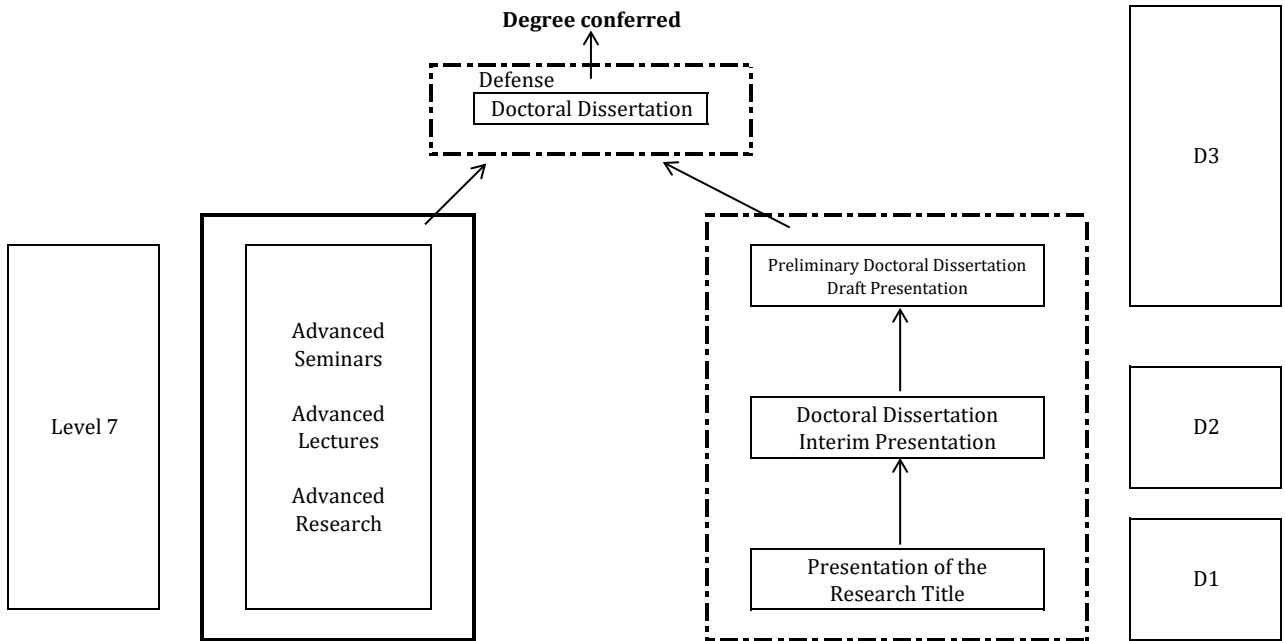 Degree conferred
Defense
Doctoral Dissertation
D3
Level 7
Advanced
Seminars
Advanced
Lectures
Advanced
Research
Preliminary Doctoral Dissertation
Draft Presentation
Doctoral Dissertation
Interim Presentation
D2
Presentation of the
Research Title
D1